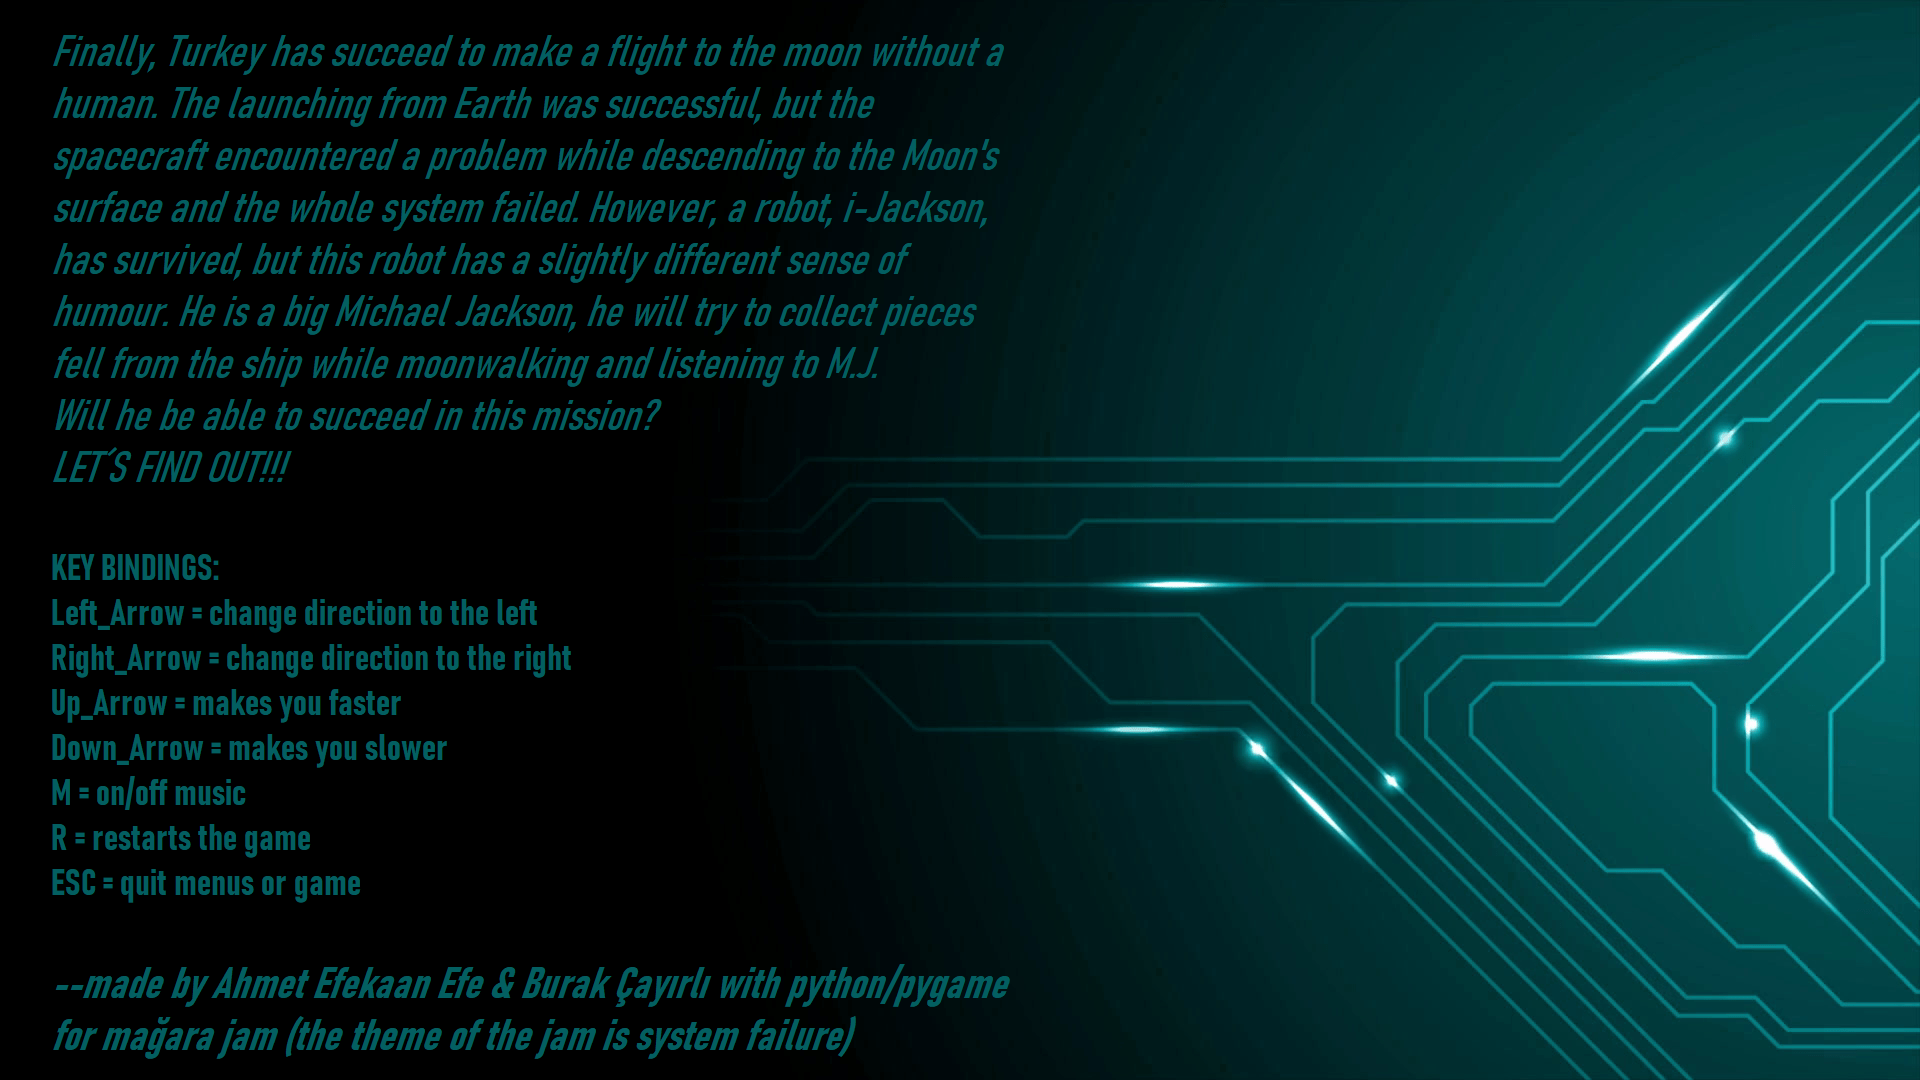 Finally, Turkey has succeed to make a flight to the moon without a
human. The launching from Earth was successful, but the
spacecraft encountered a problem while descending to the Moon's
surface and the whole system failed. However, a robot, i-Jackson,
has survived, but this robot has a slightly different sense of
humour. He is a big Michael Jackson, he will try to collect pieces
fell from the ship while moonwalking and listening to M.J.
Will he be able to succeed in this mission?
LET´S FIND OUT!!!
KEY BINDINGS:
Left_Arrow = change direction to the left
Right_Arrow = change direction to the right
Up_Arrow = makes you faster
Down_Arrow = makes you slower
M = on/off music
R = restarts the game
ESC = quit menus or game
--made by Ahmet Efekaan Efe & Burak Çayırlı with python/pygame
for mağara jam (the theme of the jam is system failure)